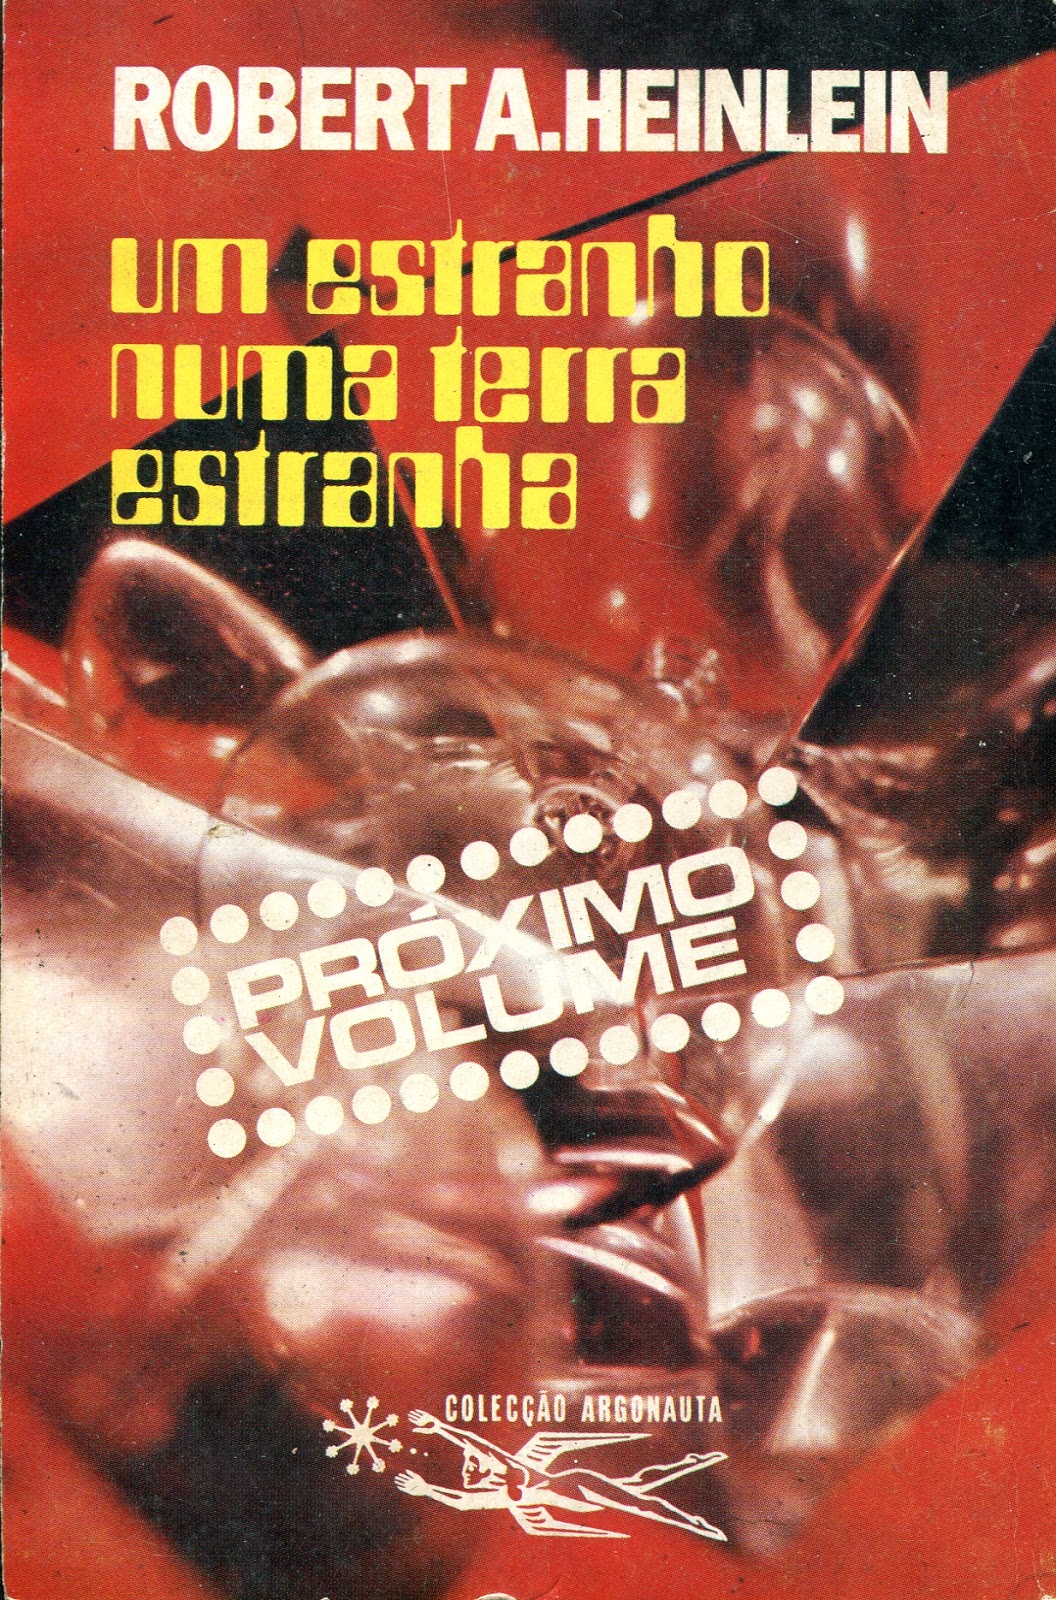 ROBERT A. HEINLEIN
um estranho
numa terra
estranha
PRÓXIMO
VOLUME
COLECÇÃO ARGONAUTA